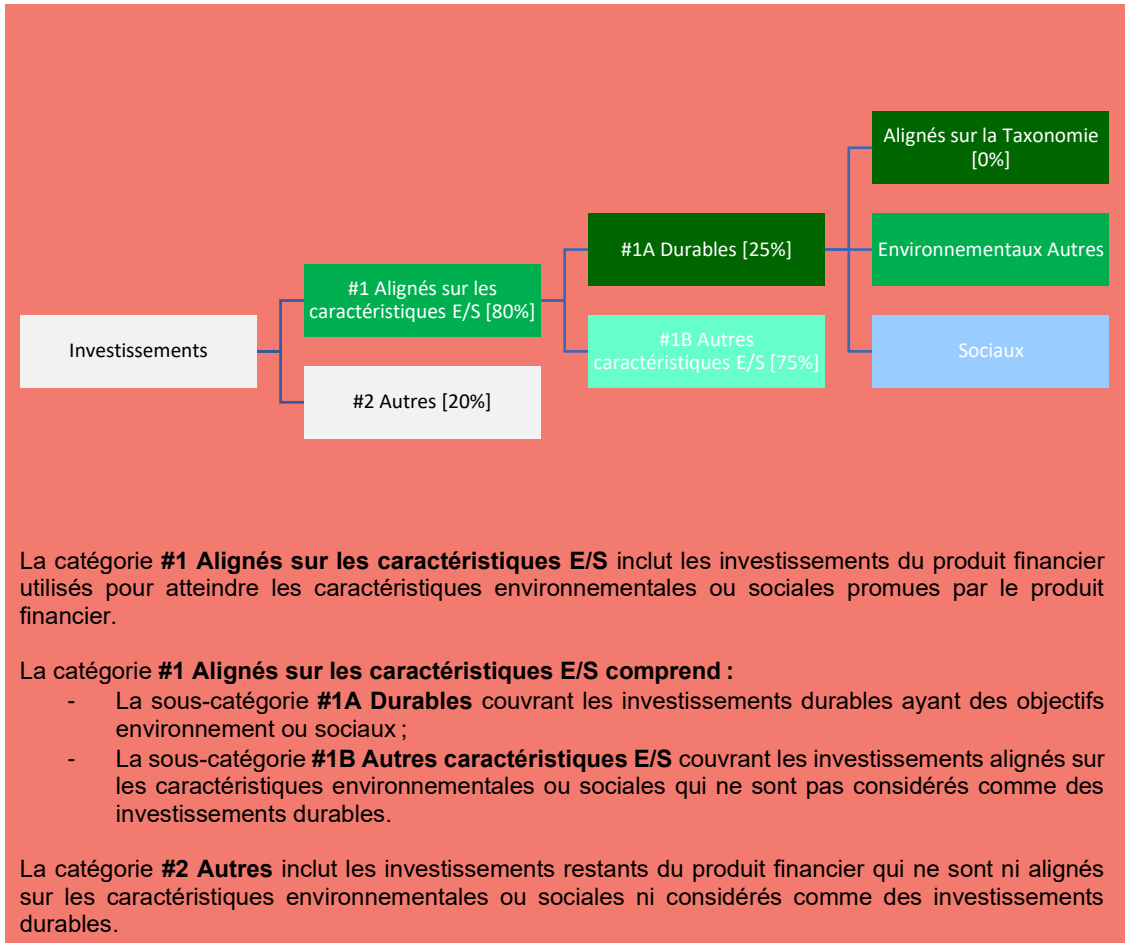 Alignés sur la Taxonomie
[0%]
#1A Durables [25%]
Environnementaux Autres
#1 Alignés sur les
caractéristiques E/S [80%]
Investissements
#1B Autres
caractéristiques E/S [75%]
Sociaux
#2 Autres [20%]
La catégorie #1 Alignés sur les caractéristiques E/S inclut les investissements du produit financier
utilisés pour atteindre les caractéristiques environnementales ou sociales promues par le produit
financier.
La catégorie #1 Alignés sur les caractéristiques E/S comprend :
- La sous-catégorie #1A Durables couvrant les investissements durables ayant des objectifs
environnement ou sociaux ;
- La sous-catégorie #1B Autres caractéristiques E/S couvrant les investissements alignés sur
les caractéristiques environnementales ou sociales qui ne sont pas considérés comme des
investissements durables.
La catégorie #2 Autres inclut les investissements restants du produit financier qui ne sont ni alignés
sur les caractéristiques environnementales ou sociales ni considérés comme des investissements
durables.